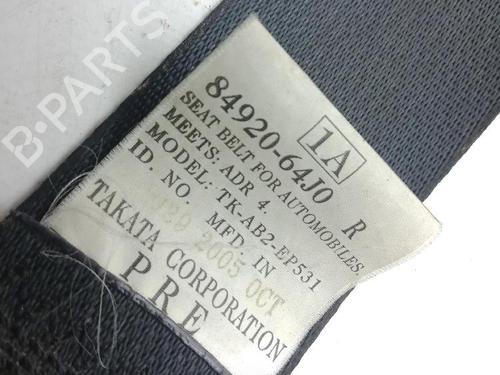 B-PARTS
1A
84920-64J0 R
SEAT BELT FOR AUTOMOBILES.
MEETS: ADR 4
MODEL: TK-AB2-EP531
ID. NO. MFD IN
2005 OCT
TAKATA CORPORATION
PRE